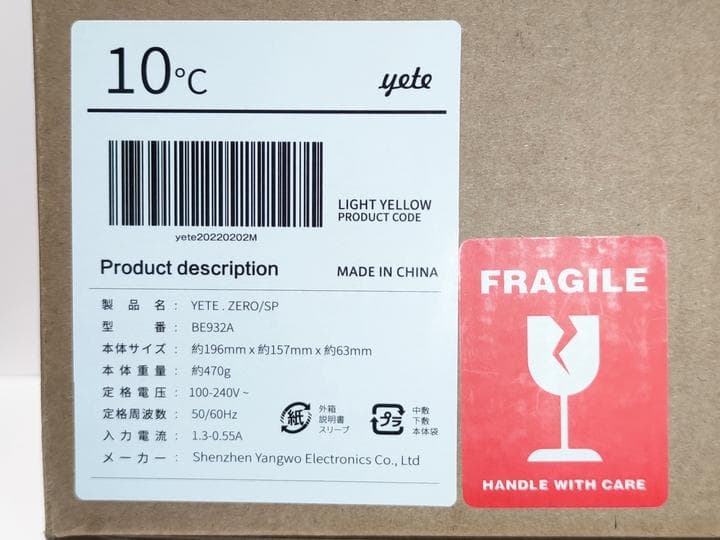 10°C
yete
LIGHT YELLOW
PRODUCT CODE
yete20220202M
Product description
MADE IN CHINA
製品名： YETE . ZERO/SP
型番： BE932A
本体サイズ： 約196mm x 約157mm x 約63mm
本体重量： 約470g
定格電圧： 100-240V ~
定格周波数： 50/60Hz
入力電流： 1.3-0.55A
メーカー： Shenzhen Yangwo Electronics Co., Ltd
紙
外箱
説明書
スリーブ
プラ
中敷
下敷
本体袋
FRAGILE
HANDLE WITH CARE